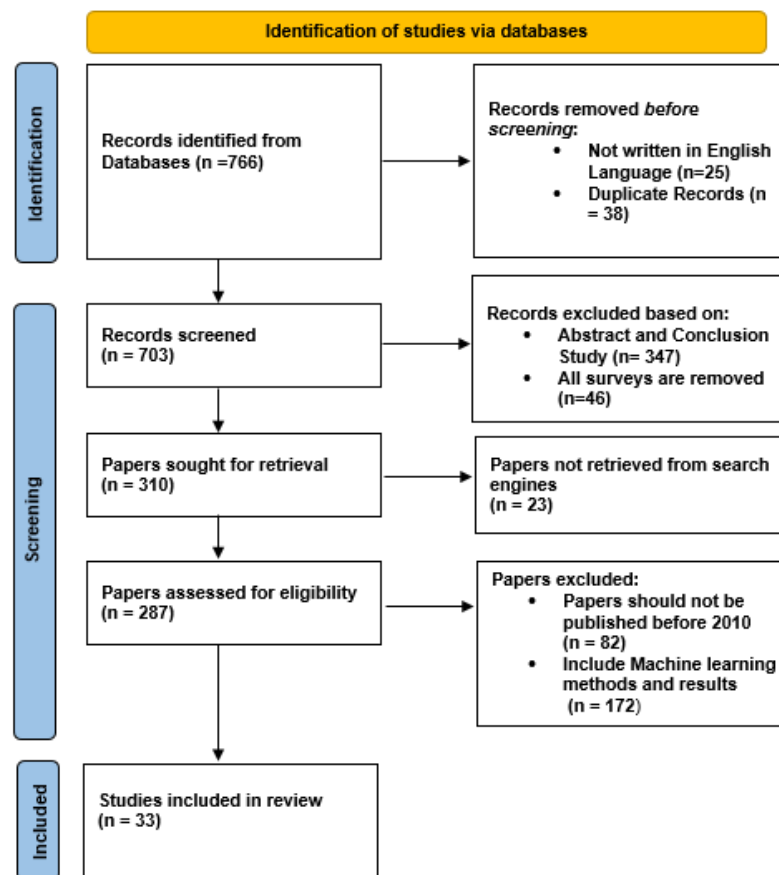 Identification of studies via databases
Identification
Records identified from
Databases (n =766)
Records removed before
screening:
• Not written in English
Language (n=25)
• Duplicate Records (n
= 38)
Screening
Records screened
(n = 703)
Records excluded based on:
• Abstract and Conclusion
Study (n= 347)
• All surveys are removed
(n=46)
Papers sought for retrieval
(n = 310)
Papers not retrieved from search
engines
(n = 23)
Papers assessed for eligibility
(n = 287)
Papers excluded:
• Papers should not be
published before 2010
(n = 82)
• Include Machine learning
methods and results
(n = 172)
Included
Studies included in review
(n = 33)